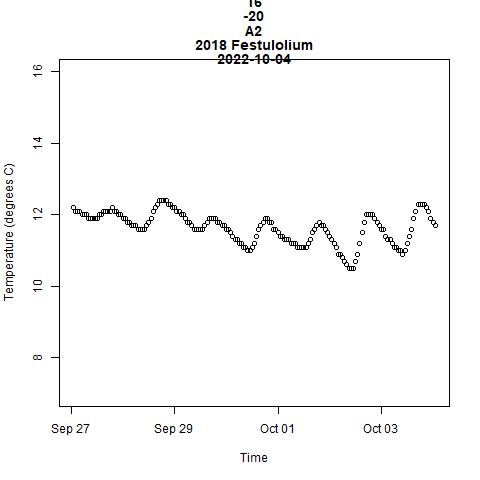 16
-20
A2
2018 Festulolium
2022-10-04
Temperature (degrees C)
16
14
12
10
8
Sep 27
Sep 29
Oct 01
Oct 03
Time